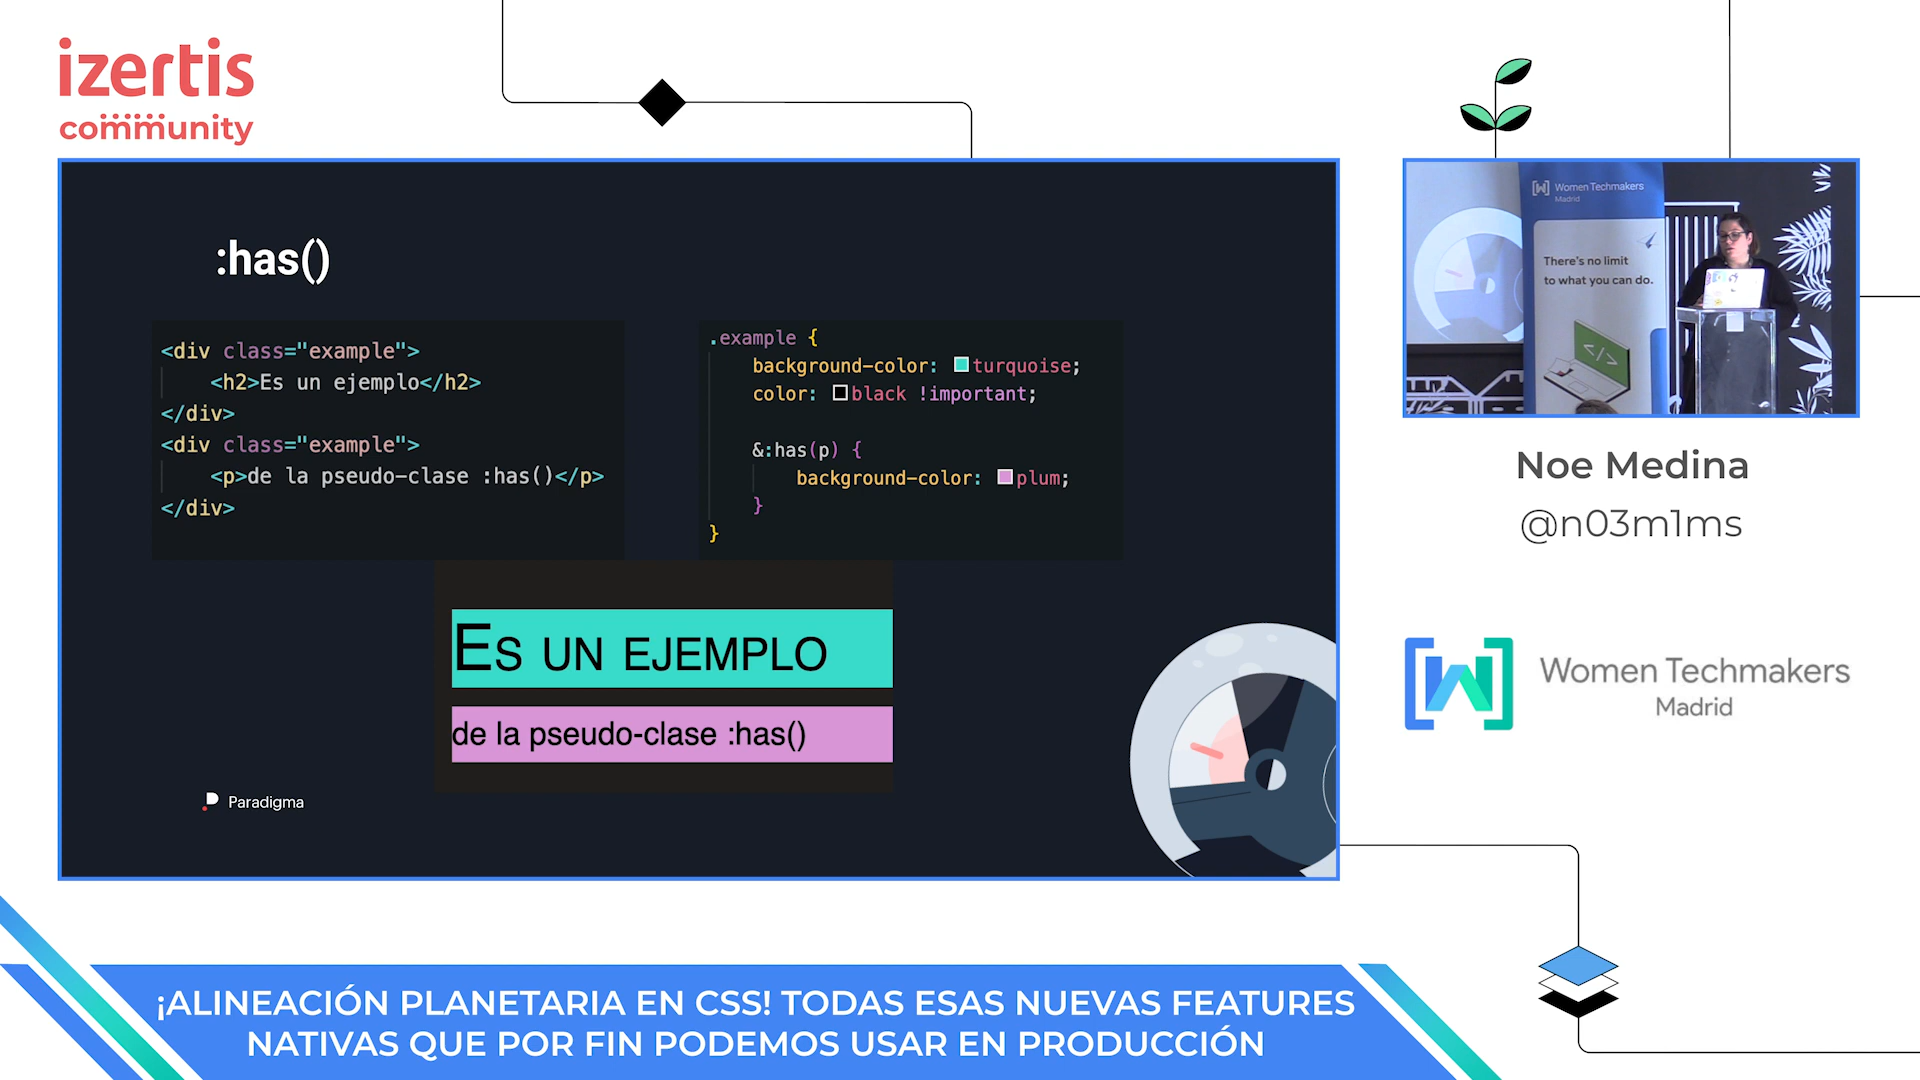 izertis
community
:has()
<div class="example">
<h2>Es un ejemplo</h2>
</div>
<div class="example">
<p>de la pseudo-clase :has()</p>
</div>
.example {
background-color: turquoise;
color: black !important;
&:has(p) {
background-color: plum;
}
}
Es un ejemplo
de la pseudo-clase :has()
Paradigma
Women Techmakers
Madrid
There's no limit
to what you can do.
</>
Noe Medina
@n03m1ms
Women Techmakers
Madrid
¡ALINEACIÓN PLANETARIA EN CSS! TODAS ESAS NUEVAS FEATURES
NATIVAS QUE POR FIN PODEMOS USAR EN PRODUCCIÓN